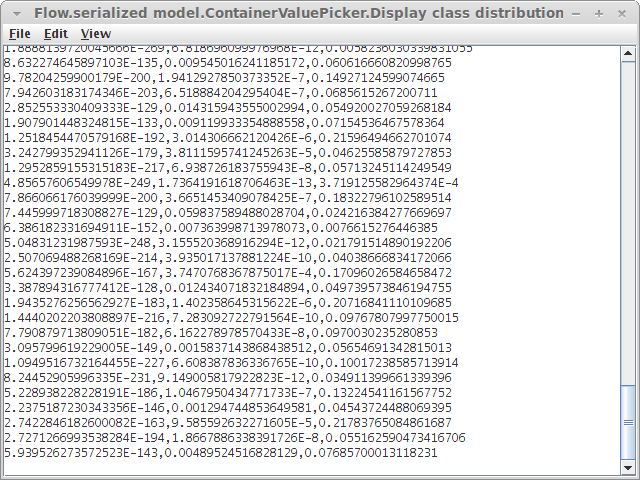 Flow.serialized model.ContainerValuePicker.Display class distribution
File Edit View
1.8888139720045666E-269,6.818696099976968E-12,0.0058236030339831055
8.632274645897103E-135,0.009545016241185172,0.060616660820998765
9.78204259900179E-200,1.9412927850373352E-7,0.14927124599074665
7.942603183174346E-203,6.518884204295404E-7,0.0685615267200711
2.852553330409333E-129,0.014315943555002994,0.054920027059268184
1.907901448324815E-133,0.009119933354888558,0.07154536467578364
1.2518454470579168E-192,3.014306662120426E-6,0.21596494662701074
3.242799352941126E-179,3.8111595741245263E-5,0.04625585879727853
1.2952859155315183E-217,6.938726183755943E-8,0.05713245114249549
4.85657606549978E-249,1.7364191618706463E-13,3.719125582964374E-4
7.866066176039999E-200,3.6651453409078425E-7,0.18322796102589514
7.445999718308827E-129,0.05983758948802870​4,0.024216384277669697
6.386182331694911E-152,0.007363998713978073,0.0076615276446385
5.04831231987593E-248,3.155520368916294E-12,0.021791514890192206
2.507069488268169E-214,3.935017137881224E-10,0.04038666834172066
5.624397239084896E-167,3.7470768367875017E-4,0.17096026584658472
3.387894316777412E-128,0.012434071832184894,0.049739573846194755
1.9435276256562927E-183,1.402358645315622E-6,0.20716841110109685
1.4440202203808897E-216,7.283092722791564E-10,0.09767807997750015
7.790879713809051E-182,6.162278978570433E-8,0.0970030235280853
3.095799619229005E-149,0.0015837143868438512,0.05654691342815013
1.0949516732164455E-227,6.608387836336765E-10,0.10017238585713914
8.24452905996335E-231,9.149005817922823E-12,0.034911399661339396
5.228938228228191E-186,1.0467950434771733E-7,0.13224541161567752
2.2375187230343356E-146,0.001294744853649581,0.04543724488069395
2.7422846182600082E-163,9.585592632271605E-5,0.21783765084861687
2.7271266993538284E-194,1.8667886338391726E-8,0.055162590473416706
5.939526273572523E-143,0.00489524516828129,0.07685700013118231